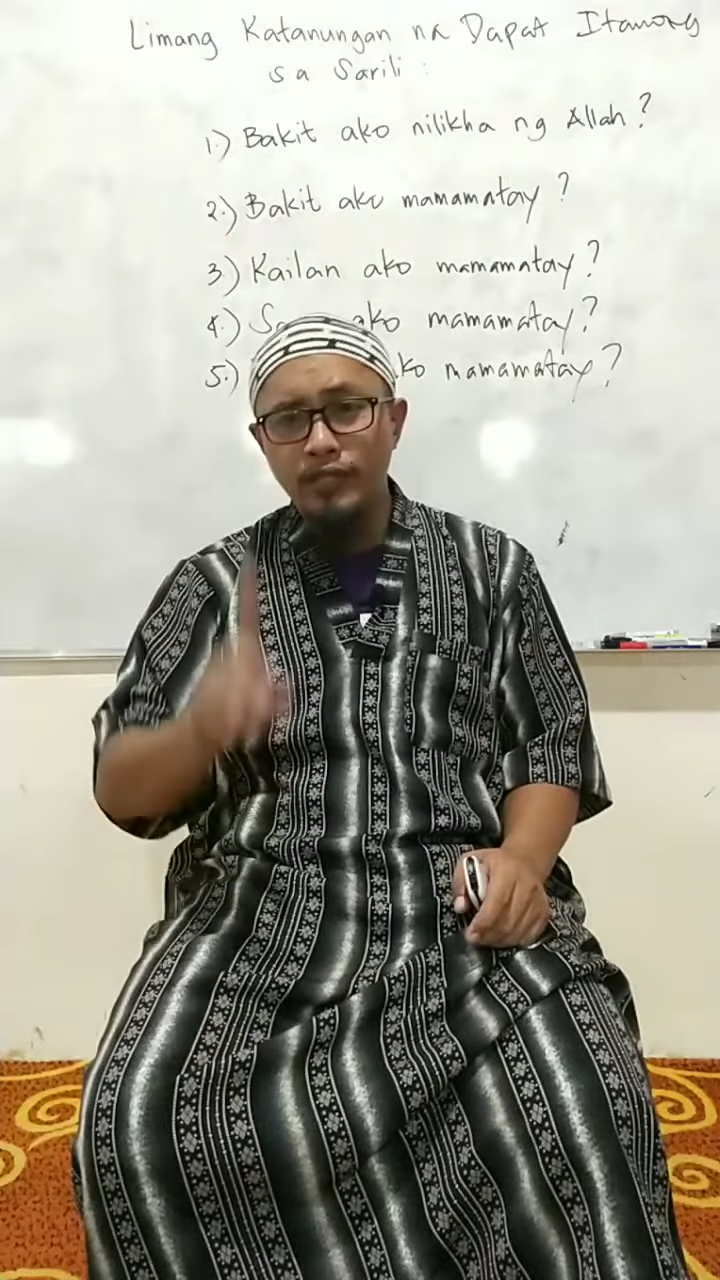 Limang Katanungan na Dapat Itanong
sa Sarili:
1.) Bakit ako nilikha ng Allah?
2.) Bakit ako mamamatay?
3.) Kailan ako mamamatay?
4.) ako mamamatay?
5.) ko mamamatay?